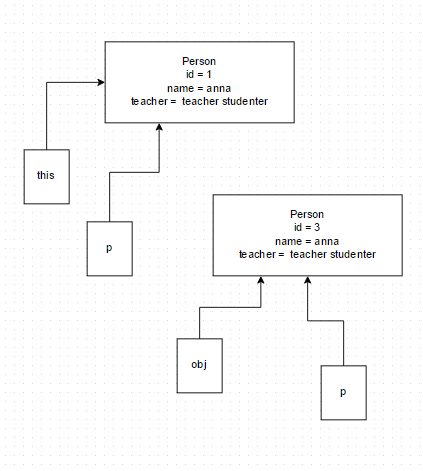 Person
id = 1
name = anna
teacher = teacher studenter
this
p
Person
id = 3
name = anna
teacher = teacher studenter
obj
p